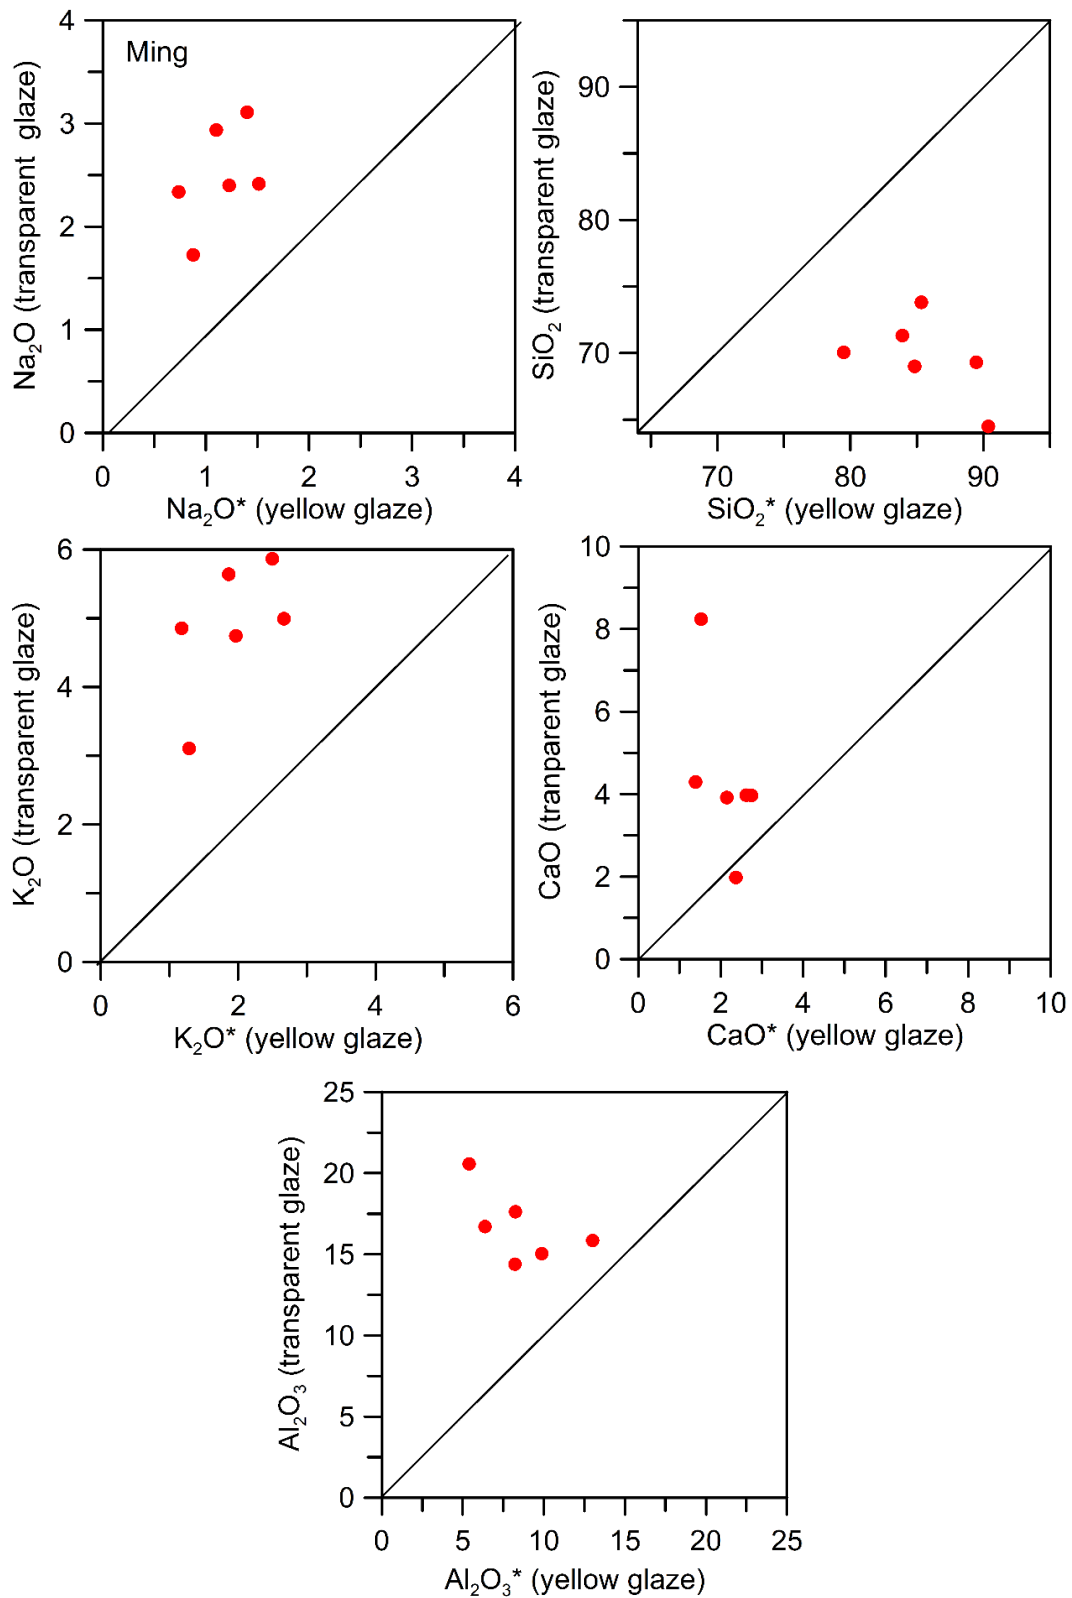 Ming
Na₂O (transparent glaze)
4
3
2
1
0
0 1 2 3 4
Na₂O* (yellow glaze)
SiO₂ (transparent glaze)
90
80
70
70 80 90
SiO₂* (yellow glaze)
K₂O (transparent glaze)
6
4
2
0
0 2 4 6
K₂O* (yellow glaze)
CaO (tranparent glaze)
10
8
6
4
2
0
0 2 4 6 8 10
CaO* (yellow glaze)
Al₂O₃ (transparent glaze)
25
20
15
10
5
0
0 5 10 15 20 25
Al₂O₃* (yellow glaze)